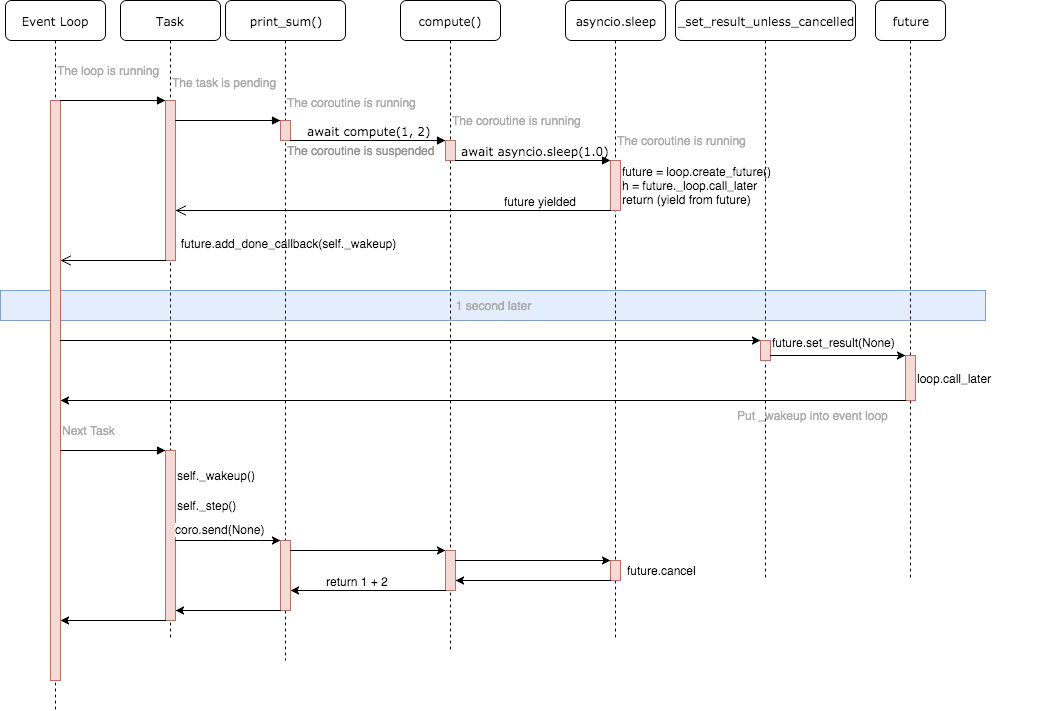 Event Loop
Task
print_sum()
compute()
asyncio.sleep
_set_result_unless_cancelled
future
The loop is running
The task is pending
The coroutine is running
The coroutine is running
await compute(1, 2)
The coroutine is running
The coroutine is suspended
await asyncio.sleep(1.0)
future = loop.create_future()
h = future._loop.call_later
return (yield from future)
future yielded
future.add_done_callback(self._wakeup)
1 second later
future.set_result(None)
loop.call_later
Put _wakeup into event loop
Next Task
self._wakeup()
self._step()
coro.send(None)
future.cancel
return 1 + 2